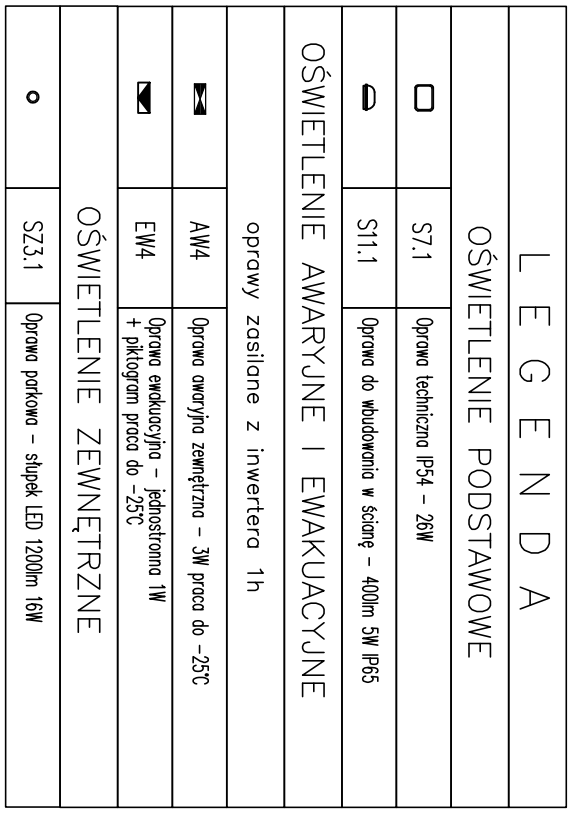 LEGENDA
OŚWIETLENIE PODSTAWOWE
S7.1 Oprawa techniczna IP54 – 26W
S11.1 Oprawa do wbudowania w ścianę – 400lm 5W IP65
OŚWIETLENIE AWARYJNE I EWAKUACYJNE
oprawy zasilane z inwertera 1h
AW4 Oprawa awaryjna zewnętrzna – 3W praca do –25°C
EW4 Oprawa ewakuacyjna – jednostronna 1W
+ piktogram praca do –25°C
OŚWIETLENIE ZEWNĘTRZNE
SZ3.1 Oprawa parkowa – słupek LED 1200lm 16W